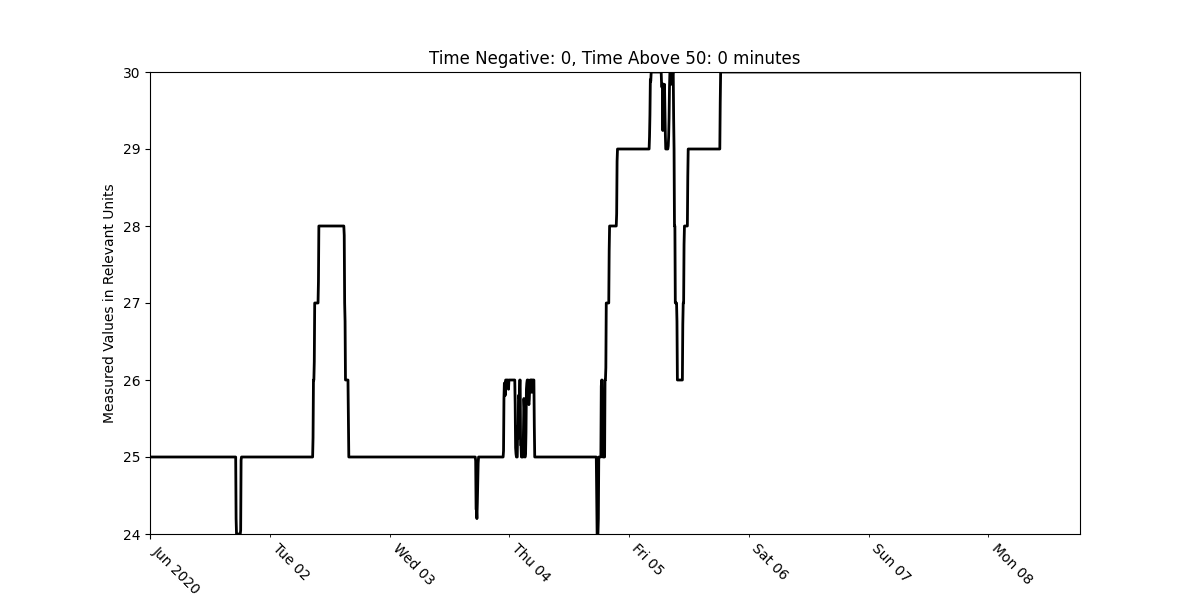 Time Negative: 0, Time Above 50: 0 minutes
Measured Values in Relevant Units
30
29
28
27
26
25
24
Jun 2020
Tue 02
Wed 03
Thu 04
Fri 05
Sat 06
Sun 07
Mon 08